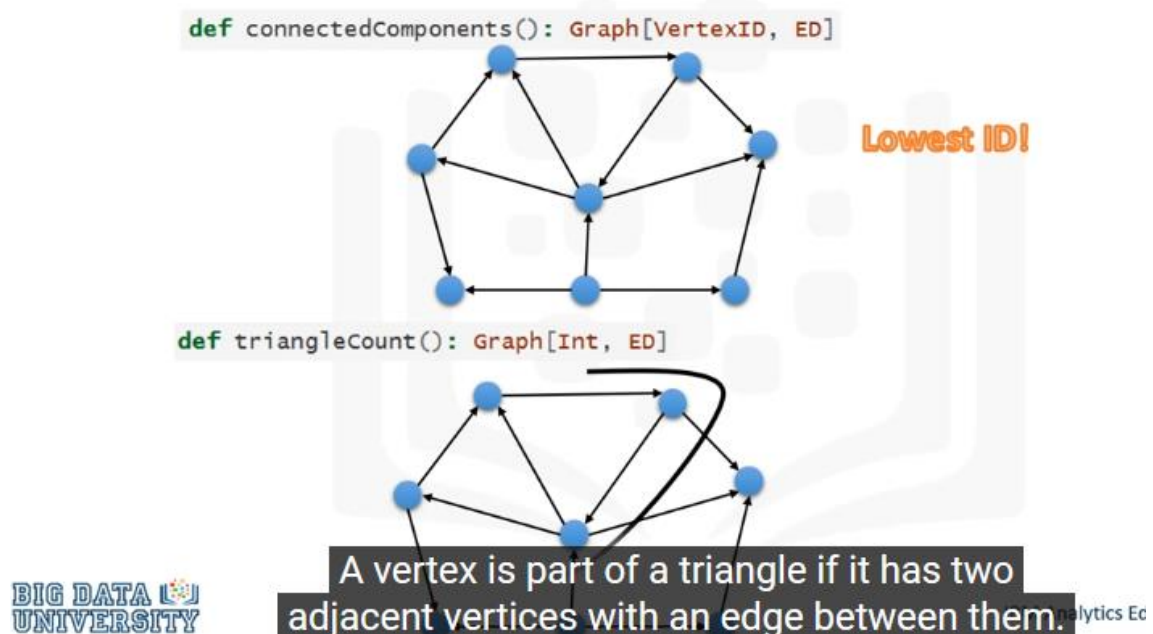 def connectedComponents(): Graph[VertexID, ED]
Lowest ID!
def triangleCount(): Graph[Int, ED]
A vertex is part of a triangle if it has two
adjacent vertices with an edge between them.
BIG DATA
UNIVERSITY